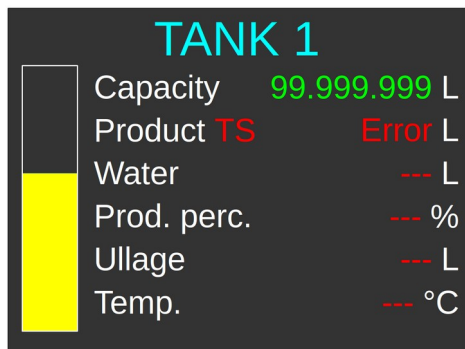 TANK 1
Capacity 99.999.999 L
Product TS Error L
Water --- L
Prod. perc. --- %
Ullage --- L
Temp. --- °C